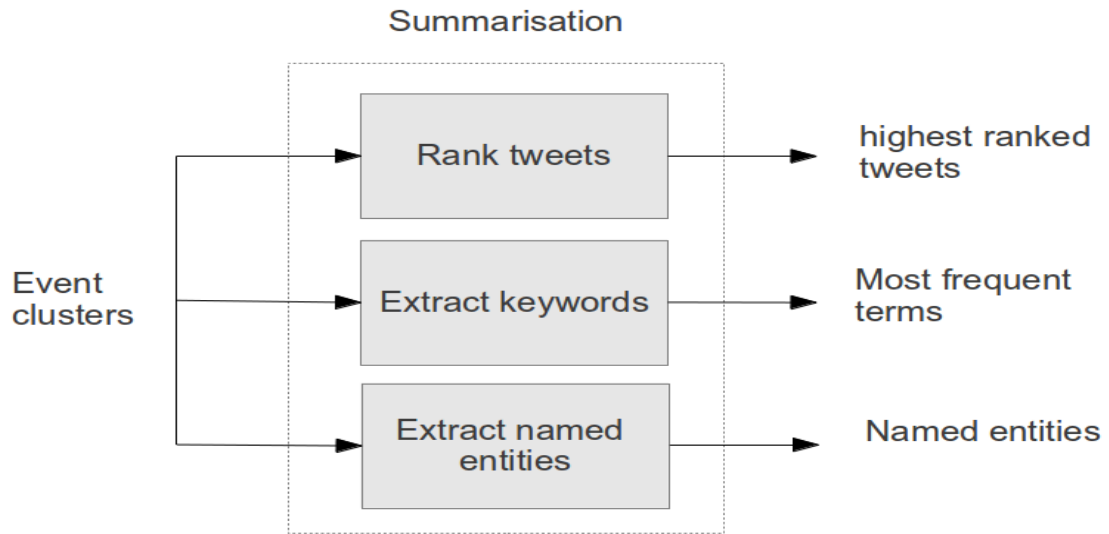 Summarisation
Rank tweets
highest ranked
tweets
Event
clusters
Extract keywords
Most frequent
terms
Extract named
entities
Named entities